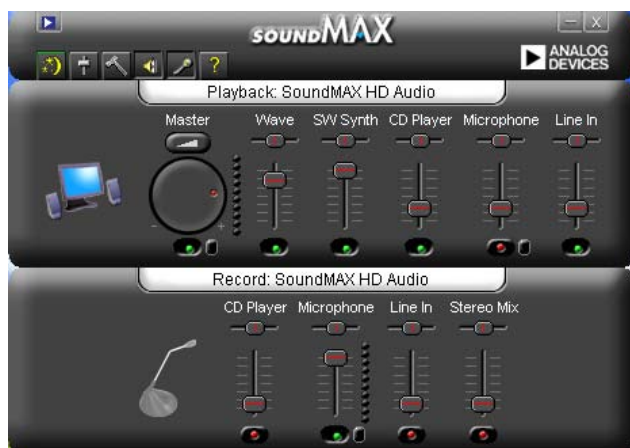 SOUNDMAX
ANALOG
DEVICES
?
Playback: SoundMAX HD Audio
Master Wave SW Synth CD Player Microphone Line In
- +
Record: SoundMAX HD Audio
CD Player Microphone Line In Stereo Mix